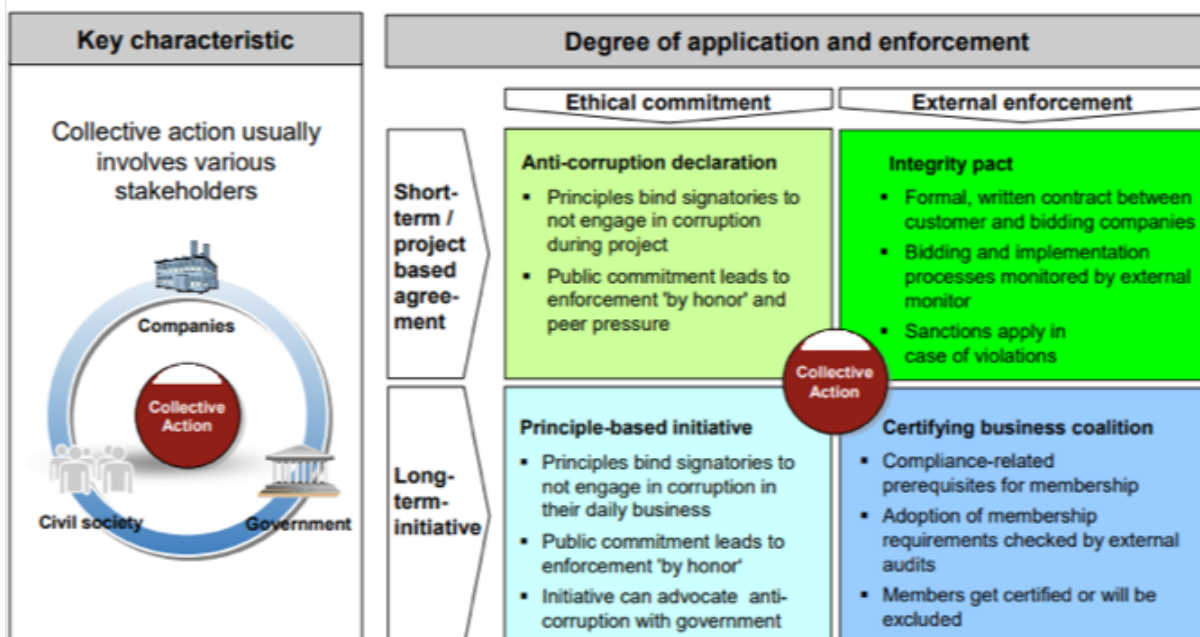 Key characteristic
Collective action usually
involves various
stakeholders
Companies
Collective
Action
Civil society
Government
Degree of application and enforcement
Ethical commitment
External enforcement
Short-
term /
project
based
agree-
ment
Anti-corruption declaration
▪ Principles bind signatories to
not engage in corruption
during project
▪ Public commitment leads to
enforcement 'by honor' and
peer pressure
Integrity pact
▪ Formal, written contract between
customer and bidding companies
▪ Bidding and implementation
processes monitored by external
monitor
▪ Sanctions apply in
case of violations
Collective
Action
Long-
term-
initiative
Principle-based initiative
▪ Principles bind signatories to
not engage in corruption in
their daily business
▪ Public commitment leads to
enforcement 'by honor'
▪ Initiative can advocate anti-
corruption with government
Certifying business coalition
▪ Compliance-related
prerequisites for membership
▪ Adoption of membership
requirements checked by external
audits
▪ Members get certified or will be
excluded